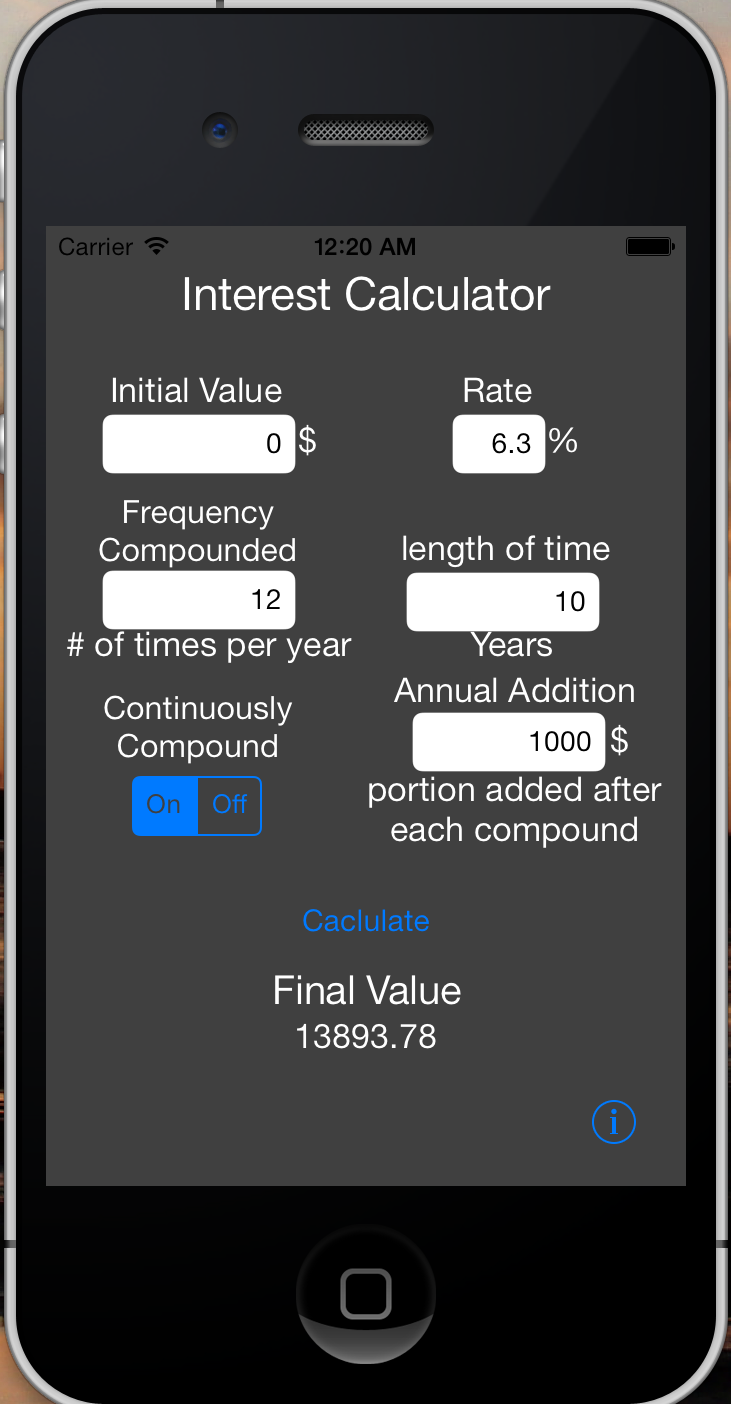 Carrier 12:20 AM
Interest Calculator
Initial Value Rate
0 $ 6.3 %
Frequency
Compounded length of time
12 10
# of times per year Years
Continuously Annual Addition
Compound 1000 $
On Off portion added after
each compound
Caclulate
Final Value
13893.78
i